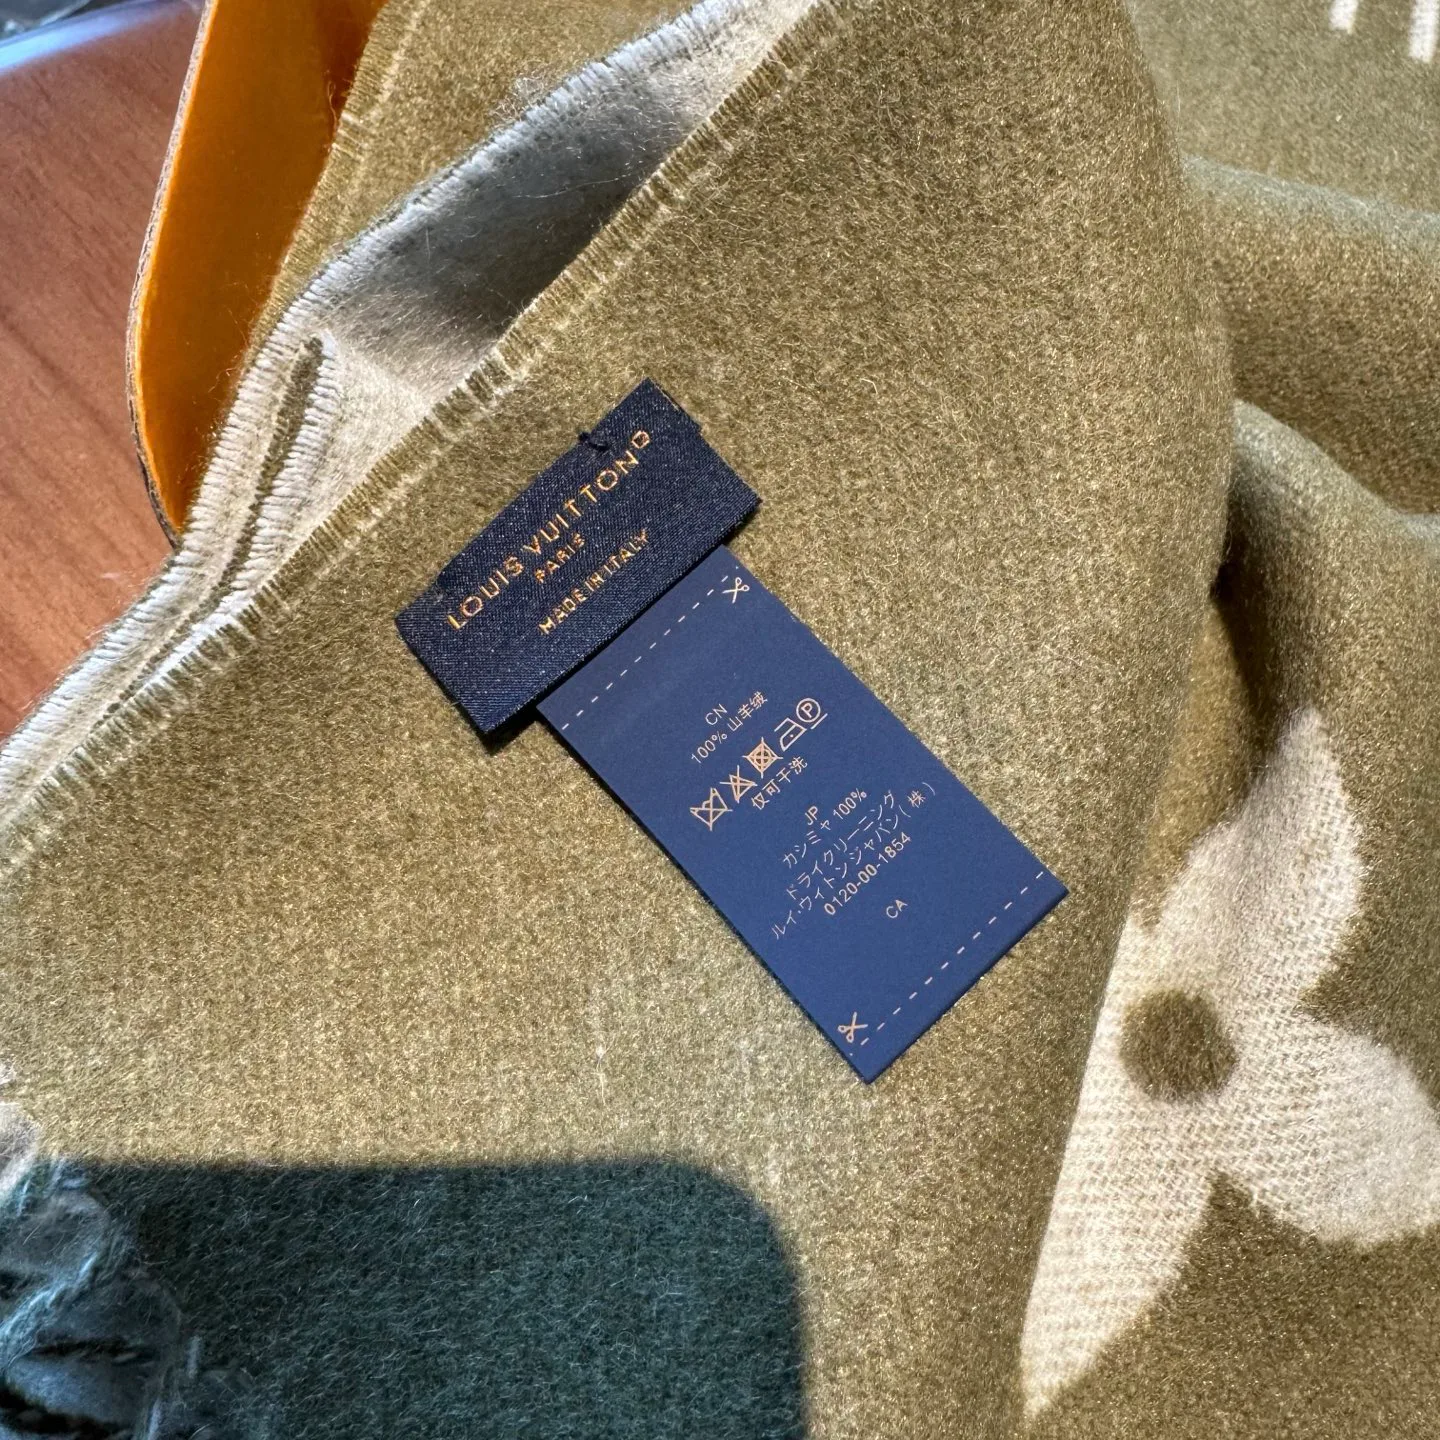 LOUIS VUITTON
PARIS
MADE IN ITALY
CN
100% 山羊绒
P
仅可干洗
JP
カシミヤ 100%
ドライクリーニング
ルイ・ヴィトン ジャパン(株)
0120-00-1854
CA